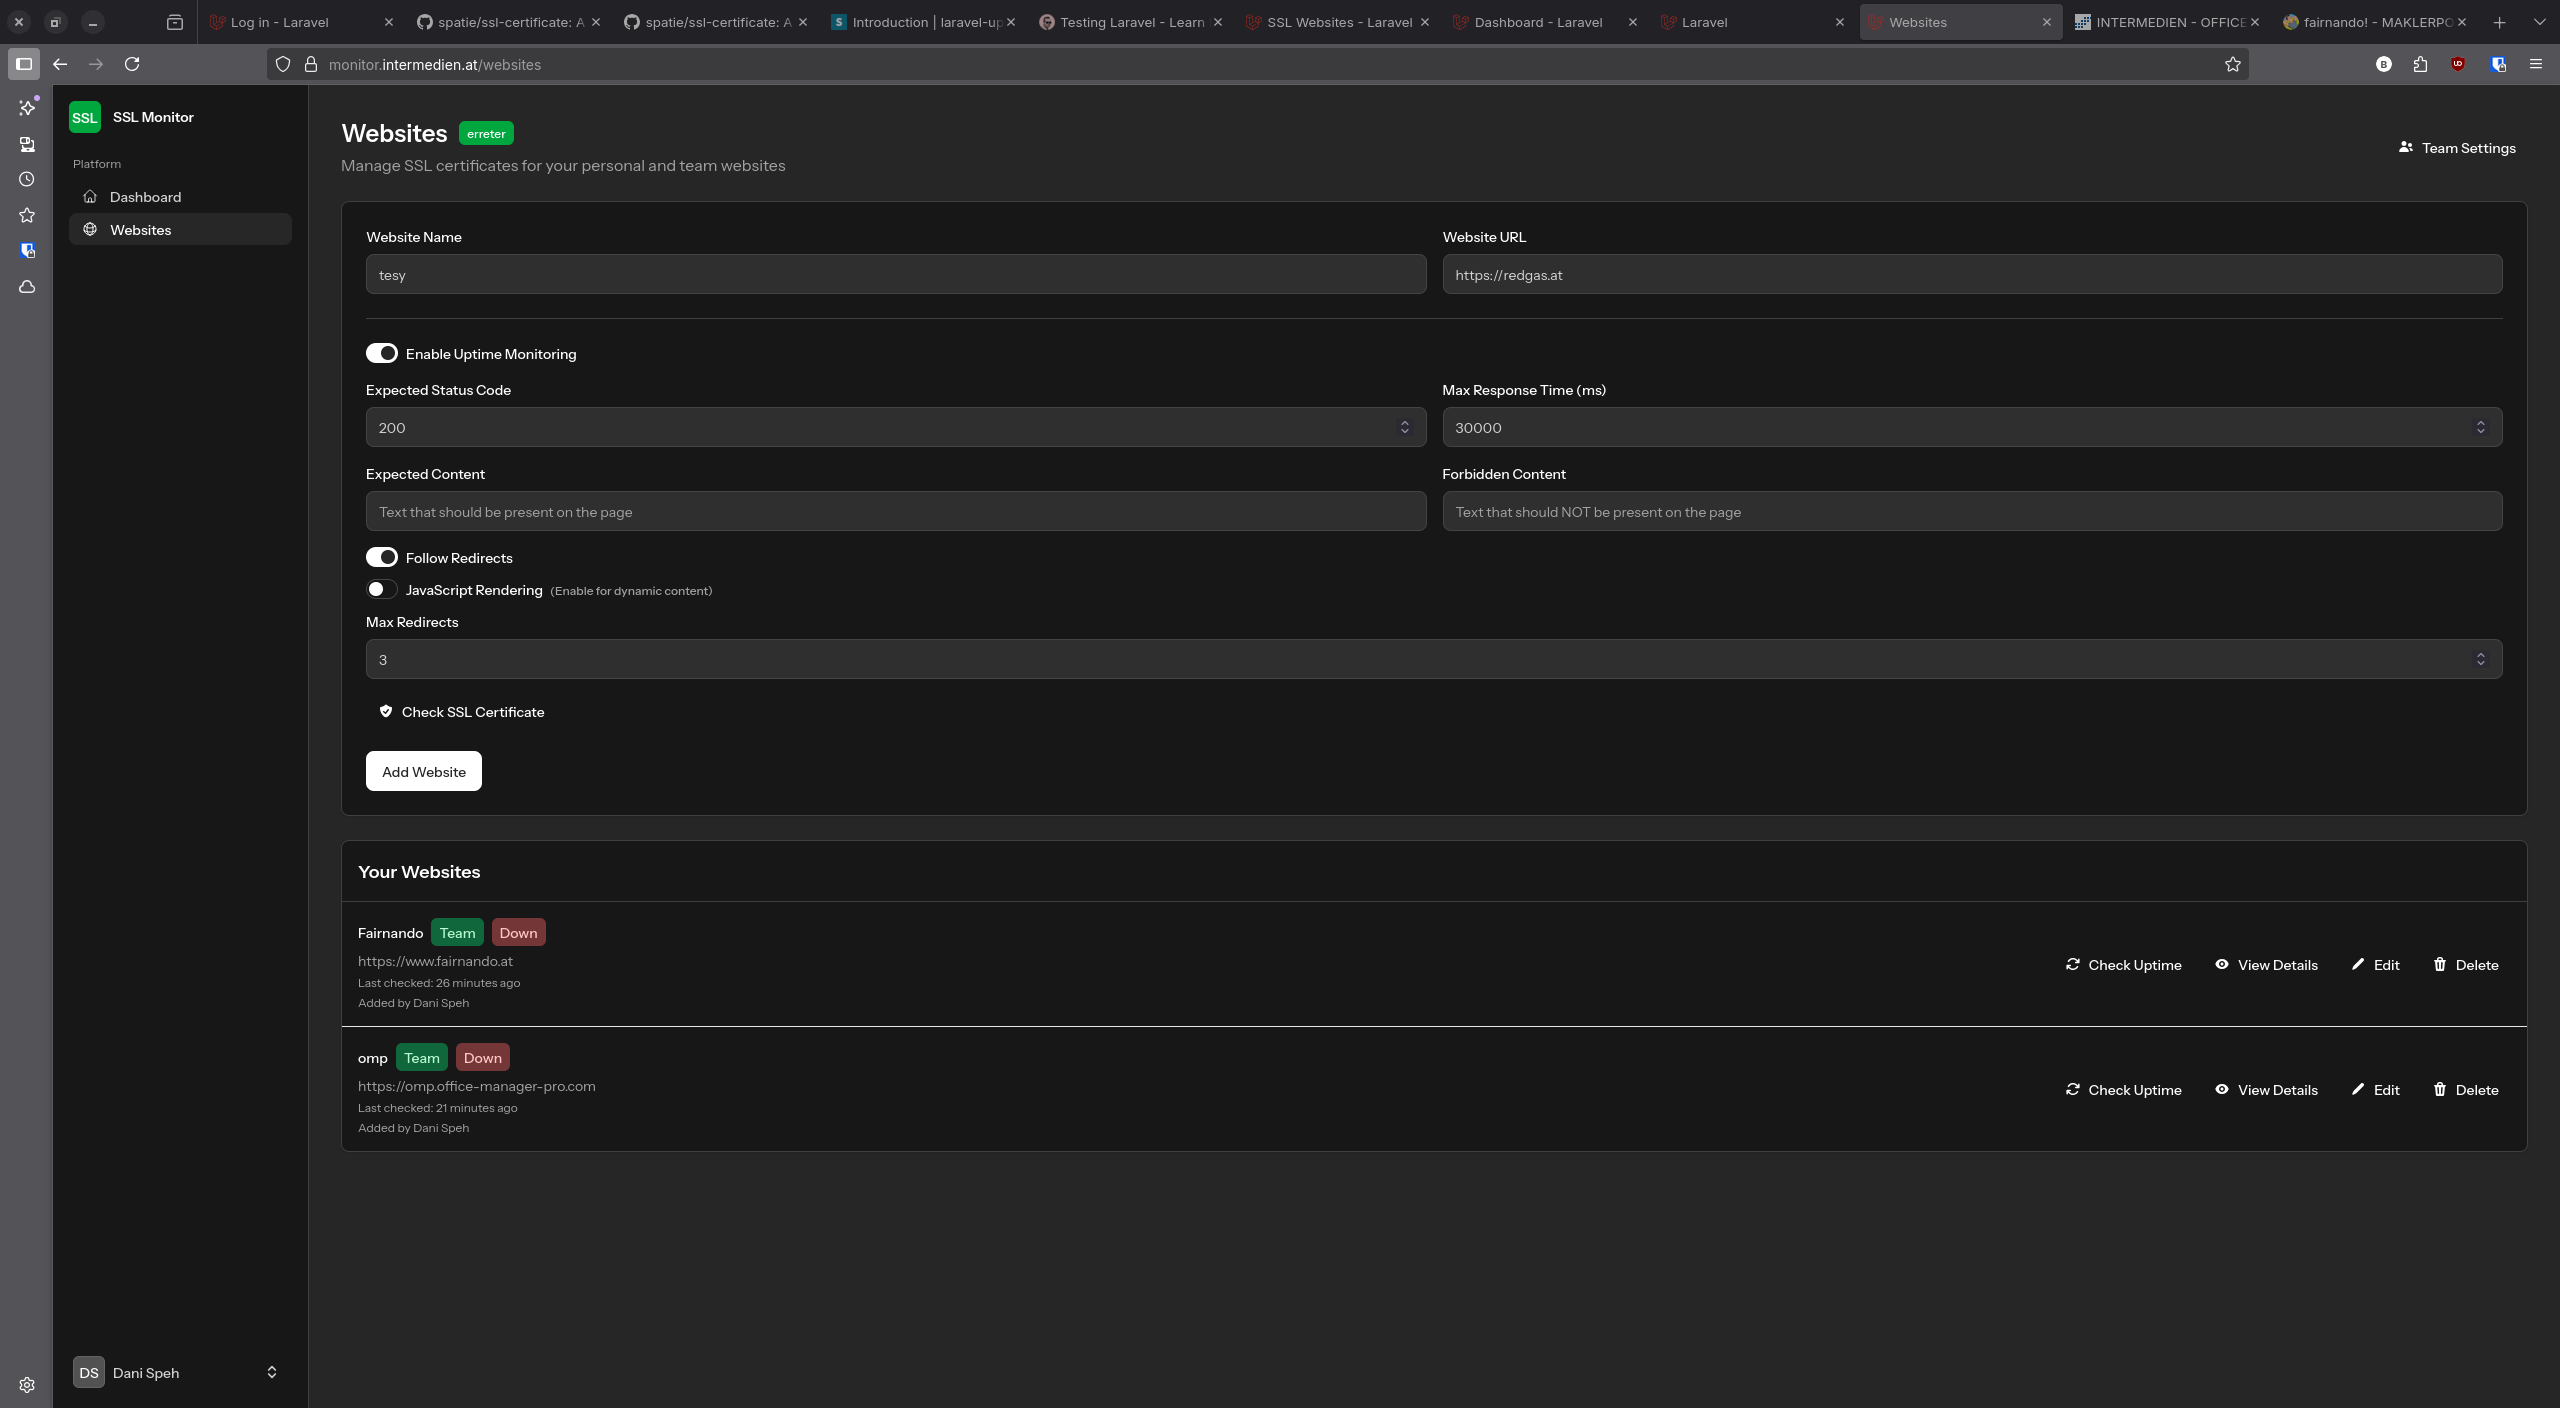 Log in - Laravel
spatie/ssl-certificate: A
spatie/ssl-certificate: A
Introduction | laravel-up
Testing Laravel - Learn
SSL Websites - Laravel
Dashboard - Laravel
Laravel
Websites
INTERMEDIEN - OFFICE
fairnando! - MAKLERPO
monitor.intermedien.at/websites
SSL
SSL Monitor
Platform
Dashboard
Websites
Websites
erreter
Manage SSL certificates for your personal and team websites
Team Settings
Website Name
Website URL
tesy
https://redgas.at
Enable Uptime Monitoring
Expected Status Code
Max Response Time (ms)
200
30000
Expected Content
Forbidden Content
Text that should be present on the page
Text that should NOT be present on the page
Follow Redirects
JavaScript Rendering (Enable for dynamic content)
Max Redirects
3
Check SSL Certificate
Add Website
Your Websites
Fairnando Team Down
https://www.fairnando.at
Last checked: 26 minutes ago
Added by Dani Speh
Check Uptime View Details Edit Delete
omp Team Down
https://omp.office-manager-pro.com
Last checked: 21 minutes ago
Added by Dani Speh
Check Uptime View Details Edit Delete
DS Dani Speh